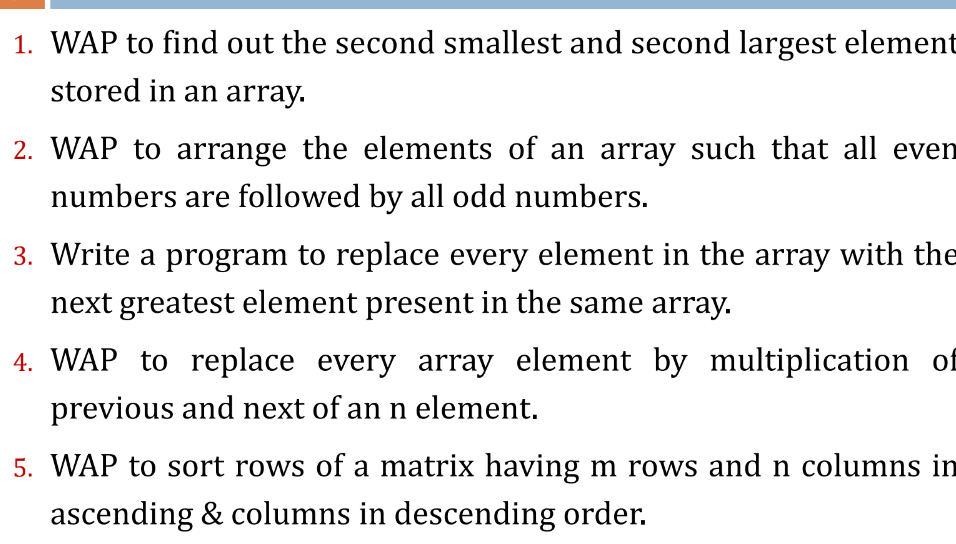 1. WAP to find out the second smallest and second largest element
stored in an array.
2. WAP to arrange the elements of an array such that all even
numbers are followed by all odd numbers.
3. Write a program to replace every element in the array with the
next greatest element present in the same array.
4. WAP to replace every array element by multiplication of
previous and next of an n element.
5. WAP to sort rows of a matrix having m rows and n columns in
ascending & columns in descending order.